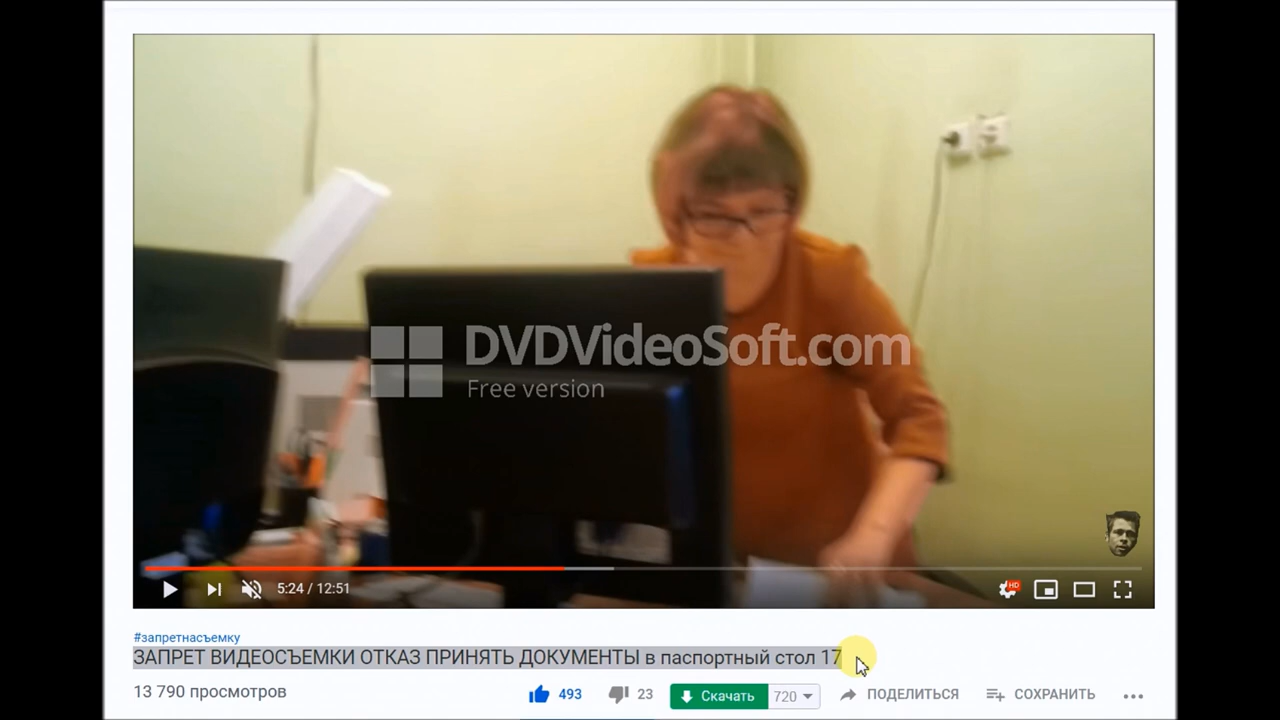 DVDVideoSoft.com
Free version
5:24 / 12:51
HD
#запретнасъемку
ЗАПРЕТ ВИДЕОСЪЕМКИ ОТКАЗ ПРИНЯТЬ ДОКУМЕНТЫ в паспортный стол 17
13 790 просмотров
493
23
Скачать
720
ПОДЕЛИТЬСЯ
СОХРАНИТЬ